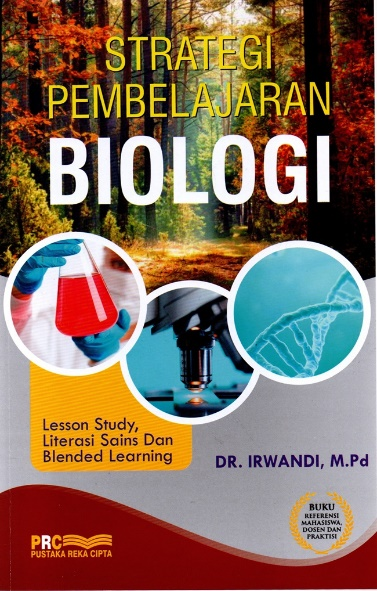 STRATEGI
PEMBELAJARAN
BIOLOGI
Lesson Study,
Literasi Sains Dan
Blended Learning
DR. IRWANDI, M.Pd
PRC
PUSTAKA REKA CIPTA
BUKU
REFERENSI
MAHASISWA,
DOSEN DAN
PRAKTISI